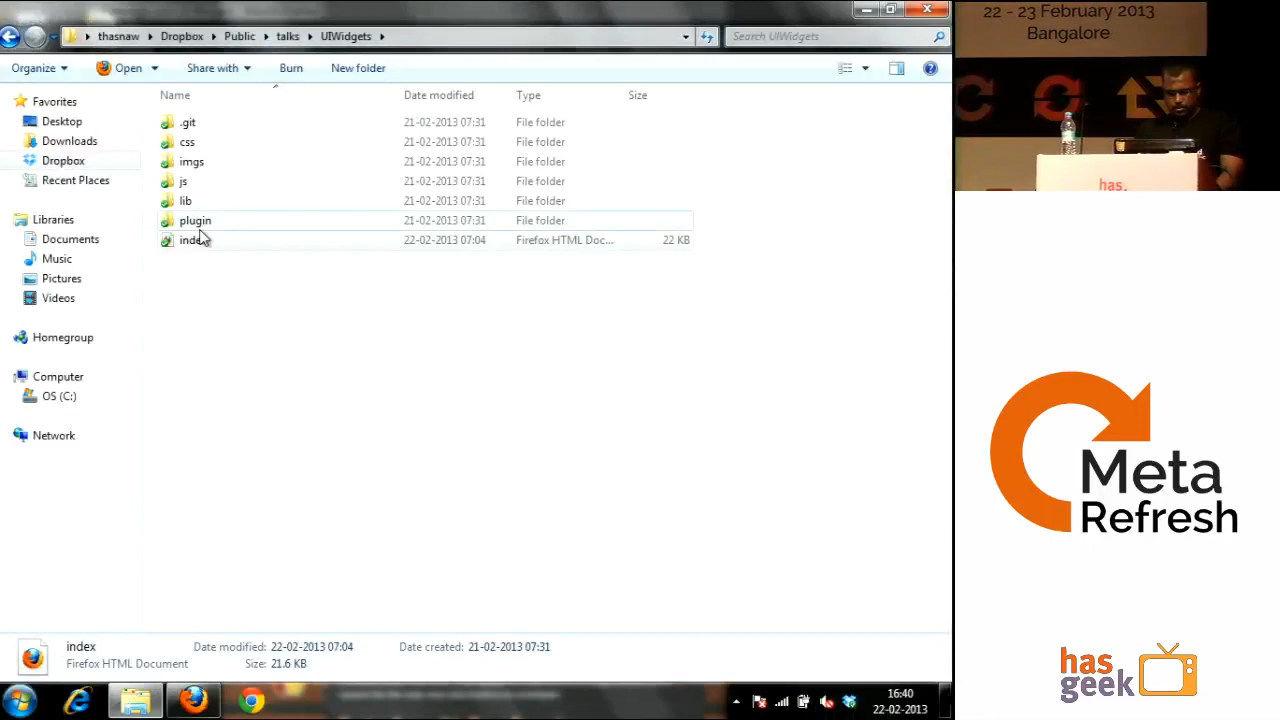 thasnaw Dropbox Public talks UIWidgets
Search UIWidgets
Organize Open Share with Burn New folder
Favorites
Desktop
Downloads
Dropbox
Recent Places
Libraries
Documents
Music
Pictures
Videos
Homegroup
Computer
OS (C:)
Network
Name Date modified Type Size
.git 21-02-2013 07:31 File folder
css 21-02-2013 07:31 File folder
imgs 21-02-2013 07:31 File folder
js 21-02-2013 07:31 File folder
lib 21-02-2013 07:31 File folder
plugin 21-02-2013 07:31 File folder
index 22-02-2013 07:04 Firefox HTML Doc... 22 KB
index Date modified: 22-02-2013 07:04 Date created: 21-02-2013 07:31
Firefox HTML Document Size: 21.6 KB
16:40
22-02-2013
22 - 23 February 2013
Bangalore
has.
Meta
Refresh
has
geek